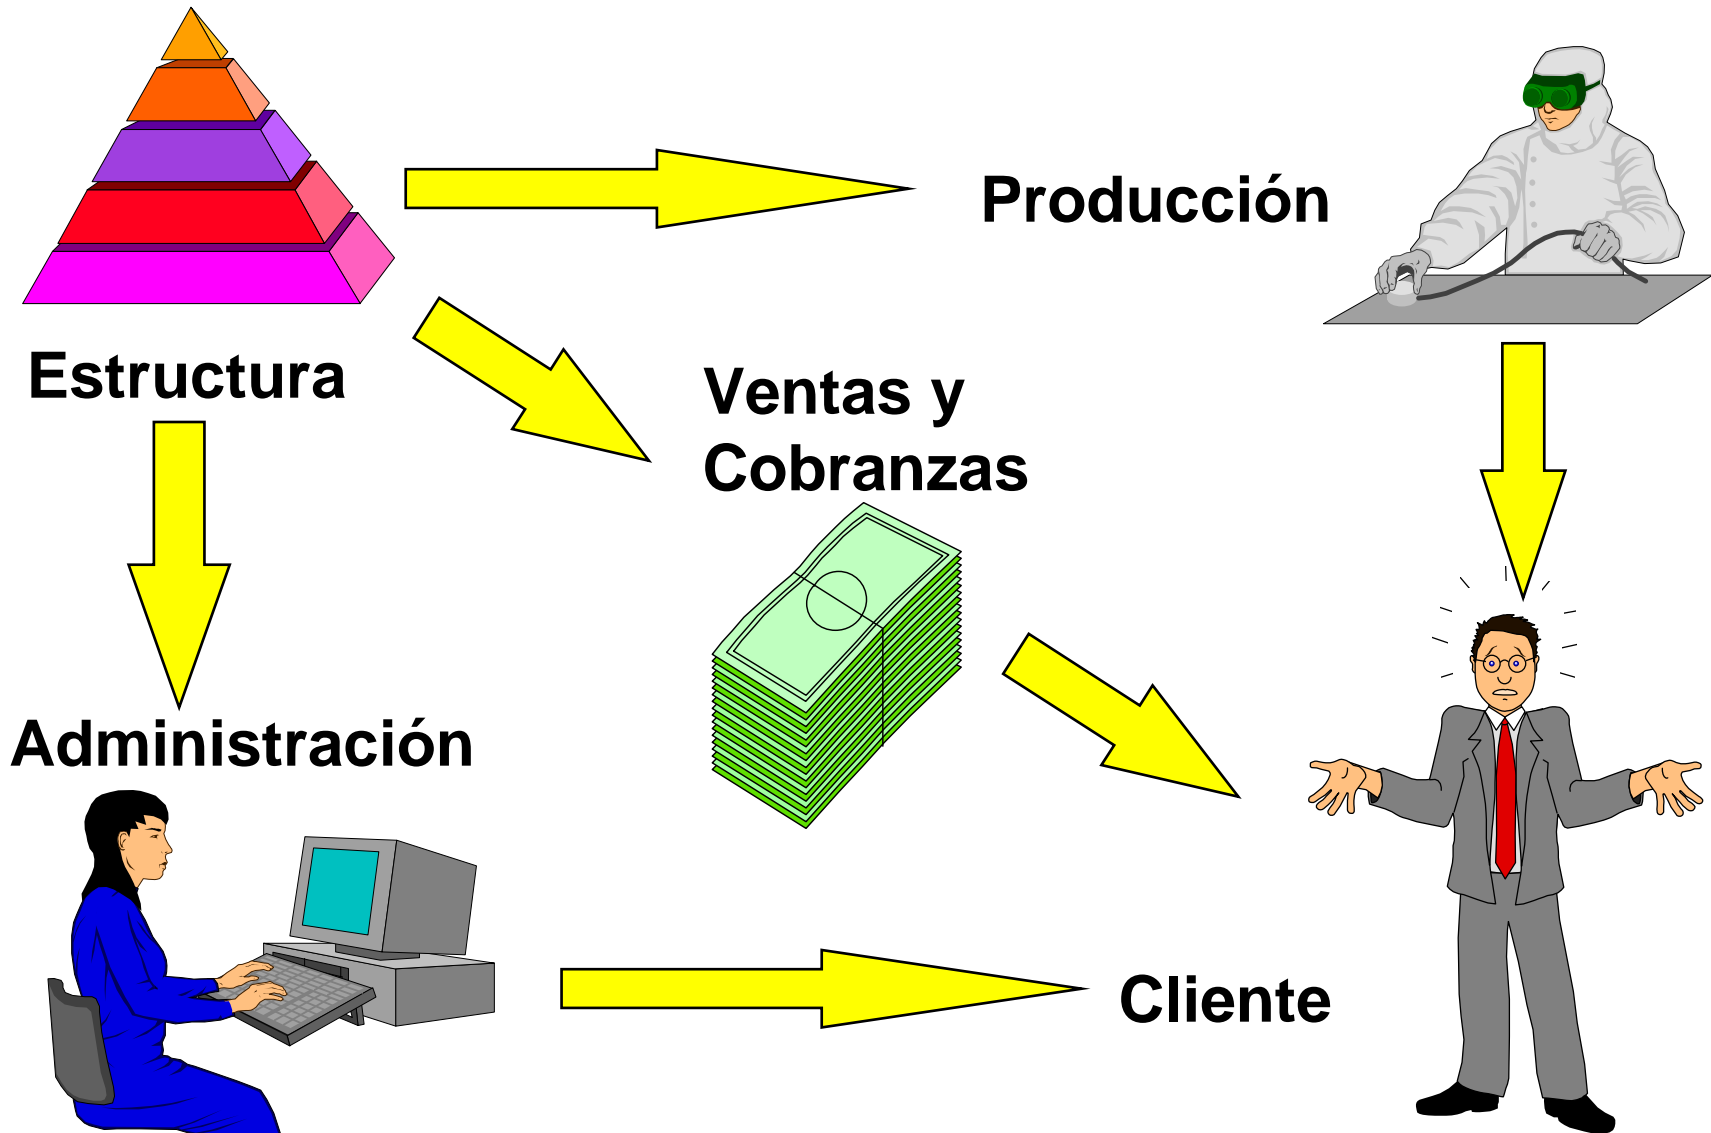 Producción
Estructura
Ventas y
Cobranzas
Administración
Cliente